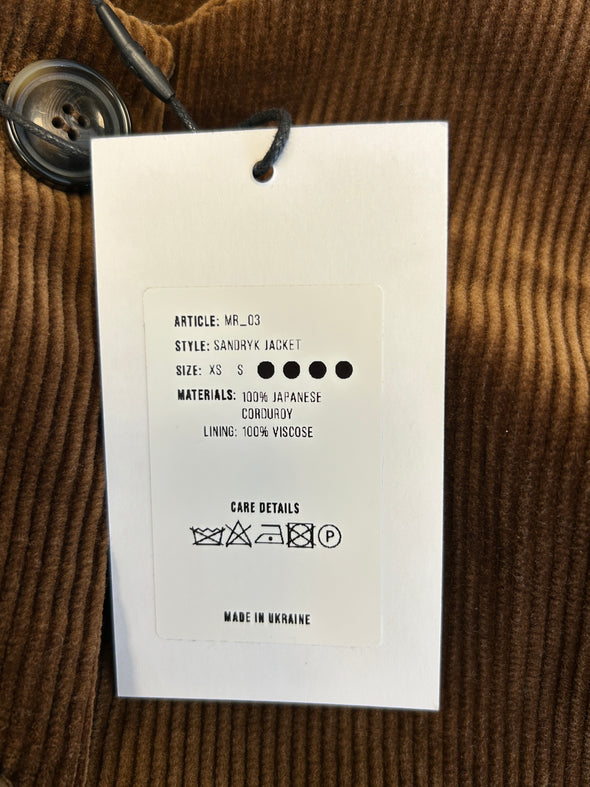 ARTICLE: MR_03
STYLE: SANDRYK JACKET
SIZE: XS S
MATERIALS: 100% JAPANESE
CORDUROY
LINING: 100% VISCOSE
CARE DETAILS
P
MADE IN UKRAINE